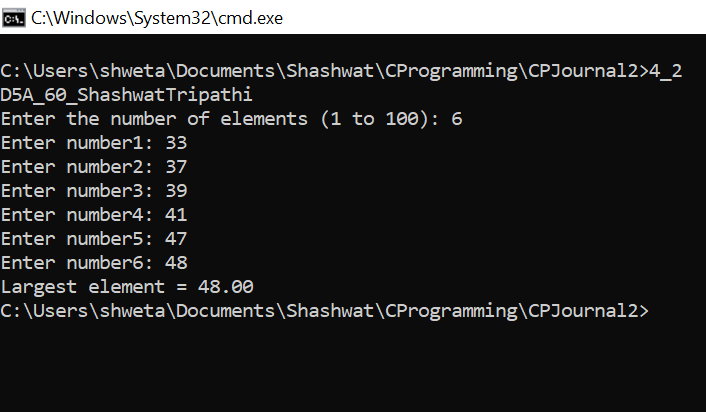 C:\Windows\System32\cmd.exe
C:\Users\shweta\Documents\Shashwat\CProgramming\CPJournal2>4_2
D5A_60_ShashwatTripathi
Enter the number of elements (1 to 100): 6
Enter number1: 33
Enter number2: 37
Enter number3: 39
Enter number4: 41
Enter number5: 47
Enter number6: 48
Largest element = 48.00
C:\Users\shweta\Documents\Shashwat\CProgramming\CPJournal2>